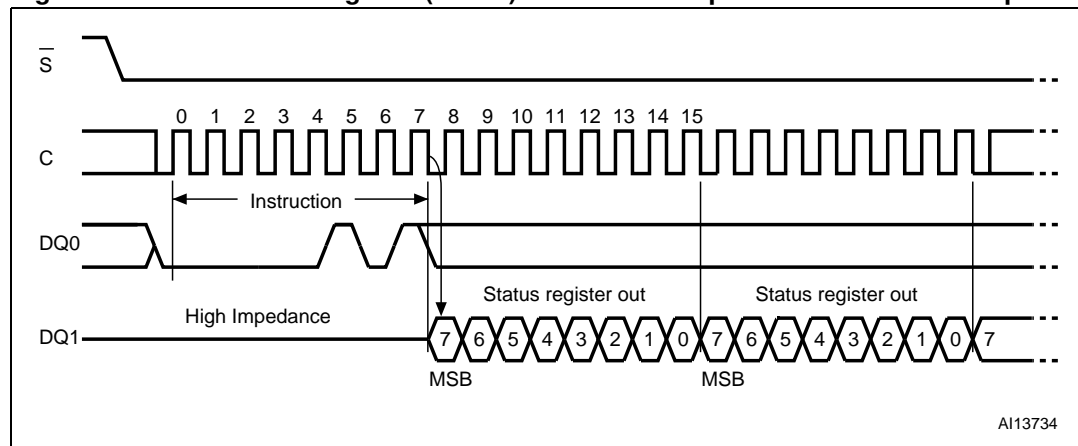 S
0 1 2 3 4 5 6 7 8 9 10 11 12 13 14 15
C
Instruction
DQ0
Status register out Status register out
High Impedance
DQ1 7 6 5 4 3 2 1 0 7 6 5 4 3 2 1 0 7
MSB MSB
AI13734